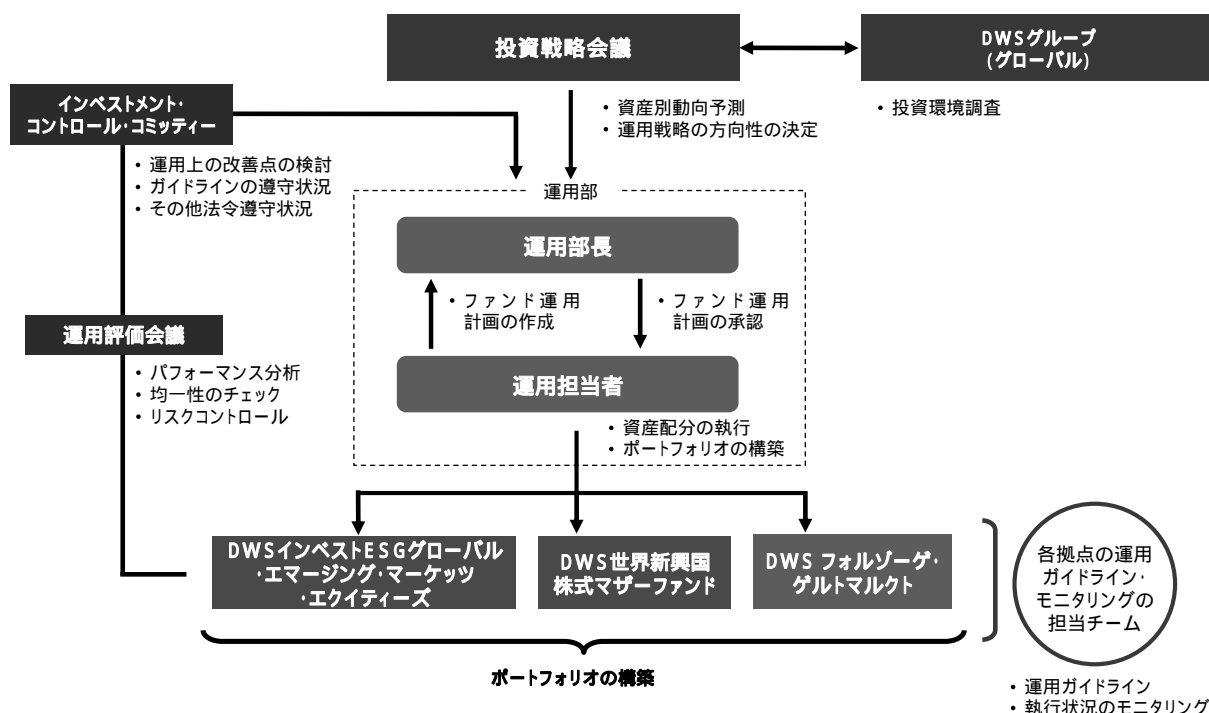 投資戦略会議
DWSグループ
(グローバル)
・資産別動向予測
・運用戦略の方向性の決定
・投資環境調査
インベストメント・
コントロール・コミッティー
・運用上の改善点の検討
・ガイドラインの遵守状況
・その他法令遵守状況
運用部
運用部長
・ファンド運用
計画の作成
・ファンド運用
計画の承認
運用評価会議
・パフォーマンス分析
・均一性のチェック
・リスクコントロール
運用担当者
・資産配分の執行
・ポートフォリオの構築
DWSインベストESGグローバル
・エマージング・マーケッツ
・エクイティーズ
DWS世界新興国
株式マザーファンド
DWS フォルゾーゲ・
ゲルトマルクト
各拠点の運用
ガイドライン・
モニタリングの
担当チーム
ポートフォリオの構築
・運用ガイドライン
・執行状況のモニタリング